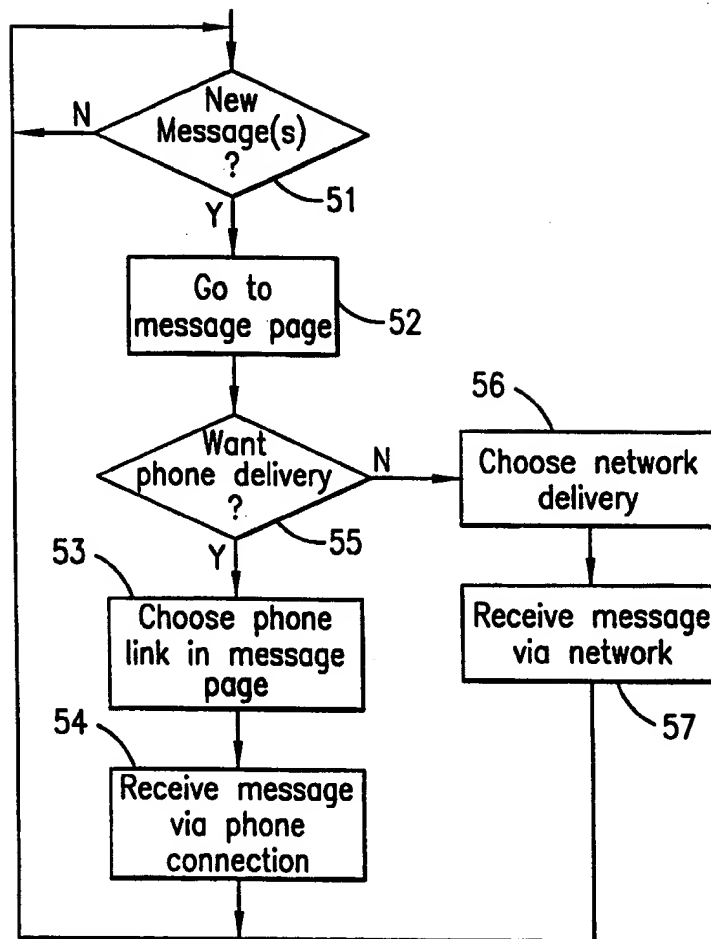 New
Message(s)
?
N
51
Y
Go to
message page
52
Want
phone delivery
?
N
55
Y
56
Choose network
delivery
53
Choose phone
link in message
page
Receive message
via network
57
54
Receive message
via phone
connection